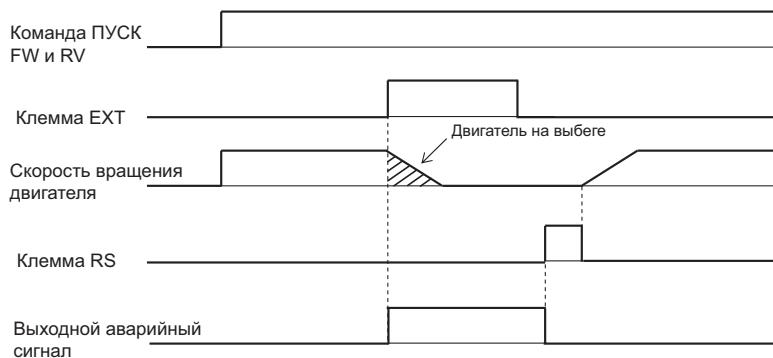 Команда ПУСК
FW и RV
Клемма EXT
Двигатель на выбеге
Скорость вращения
двигателя
Клемма RS
Выходной аварийный
сигнал